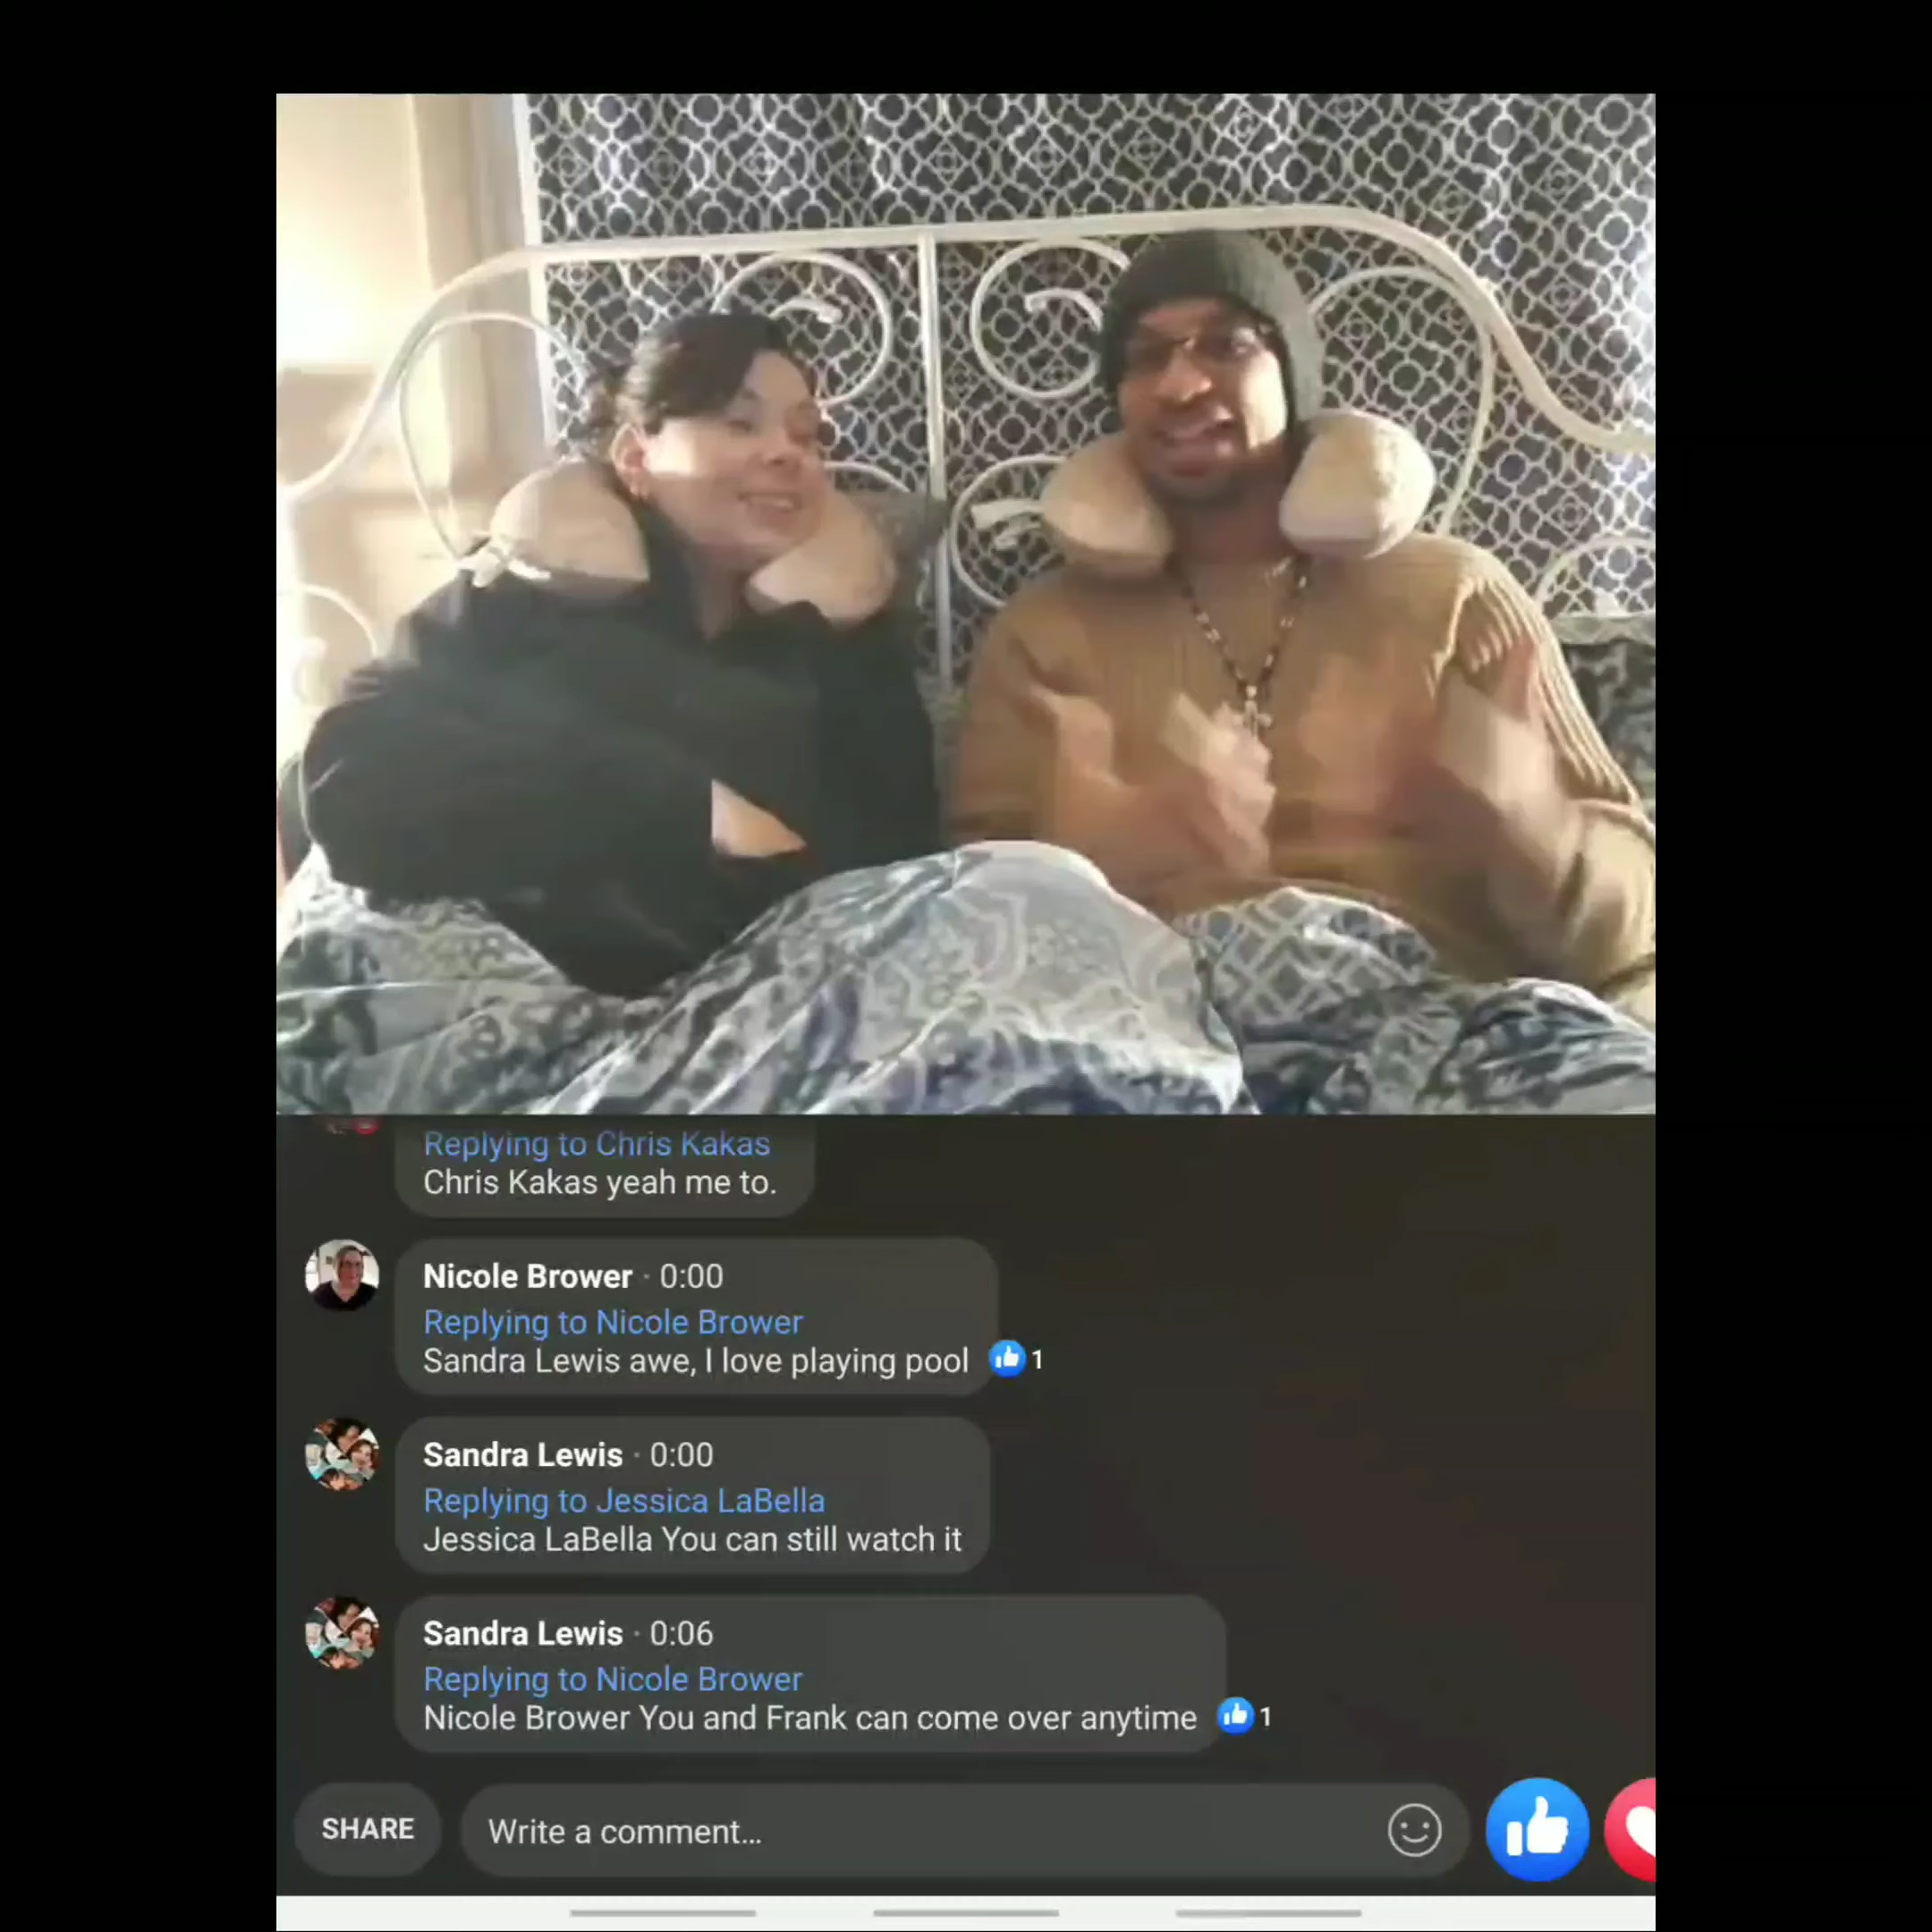 Replying to Chris Kakas
Chris Kakas yeah me to.
Nicole Brower · 0:00
Replying to Nicole Brower
Sandra Lewis awe, I love playing pool
1
Sandra Lewis · 0:00
Replying to Jessica LaBella
Jessica LaBella You can still watch it
Sandra Lewis · 0:06
Replying to Nicole Brower
Nicole Brower You and Frank can come over anytime
1
SHARE
Write a comment...